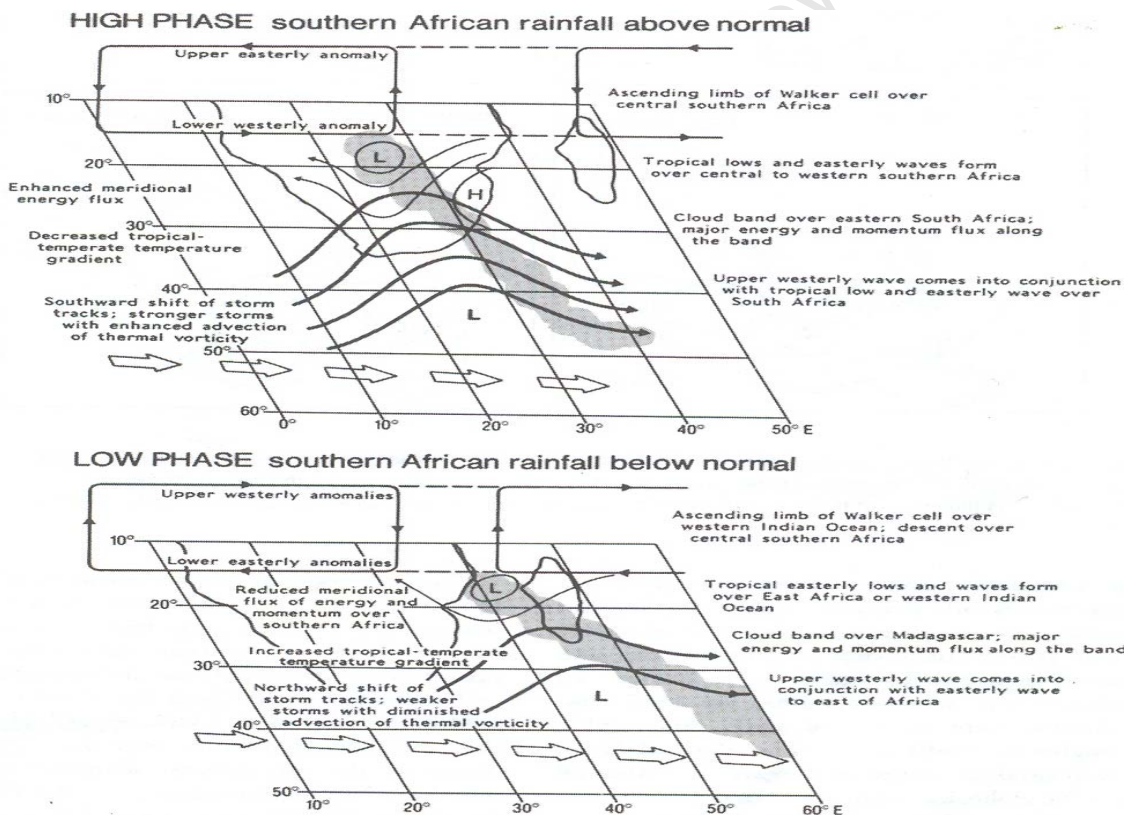 HIGH PHASE southern African rainfall above normal
Upper easterly anomaly
Ascending limb of Walker cell over
central southern Africa
10°
Lower westerly anomaly
L
Tropical lows and easterly waves form
over central to western southern Africa
20°
Enhanced meridional
energy flux
H
Cloud band over eastern South Africa;
major energy and momentum flux along
the band
30°
Decreased tropical-
temperate temperature
gradient
Upper westerly wave comes into conjunction
with tropical low and easterly wave over
South Africa
40°
Southward shift of storm
tracks; stronger storms
with enhanced advection
of thermal vorticity
L
50°
60°
0°
10°
20°
30°
40°
50° E
LOW PHASE southern African rainfall below normal
Upper westerly amomalies
Ascending limb of Walker cell over
western Indian Ocean; descent over
central southern Africa
10°
Lower easterly anomalies
L
Tropical easterly lows and waves form
over East Africa or western Indian
Ocean
20°
Reduced meridional
flux of energy and
momentum over
southern Africa
Cloud band over Madagascar; major
energy and momentum flux along the band
Increased tropical-temperate
temperature gradient
30°
Upper westerly wave comes into
conjunction with easterly wave
to east of Africa
Northward shift of
storm tracks; weaker
storms with diminished
advection of thermal vorticity
L
40°
50°
10°
20°
30°
40°
50°
60° E